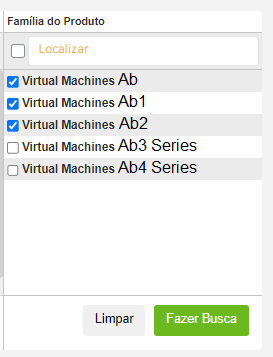 Família do Produto
Localizar
Virtual Machines Ab
Virtual Machines Ab1
Virtual Machines Ab2
Virtual Machines Ab3 Series
Virtual Machines Ab4 Series
Limpar Fazer Busca